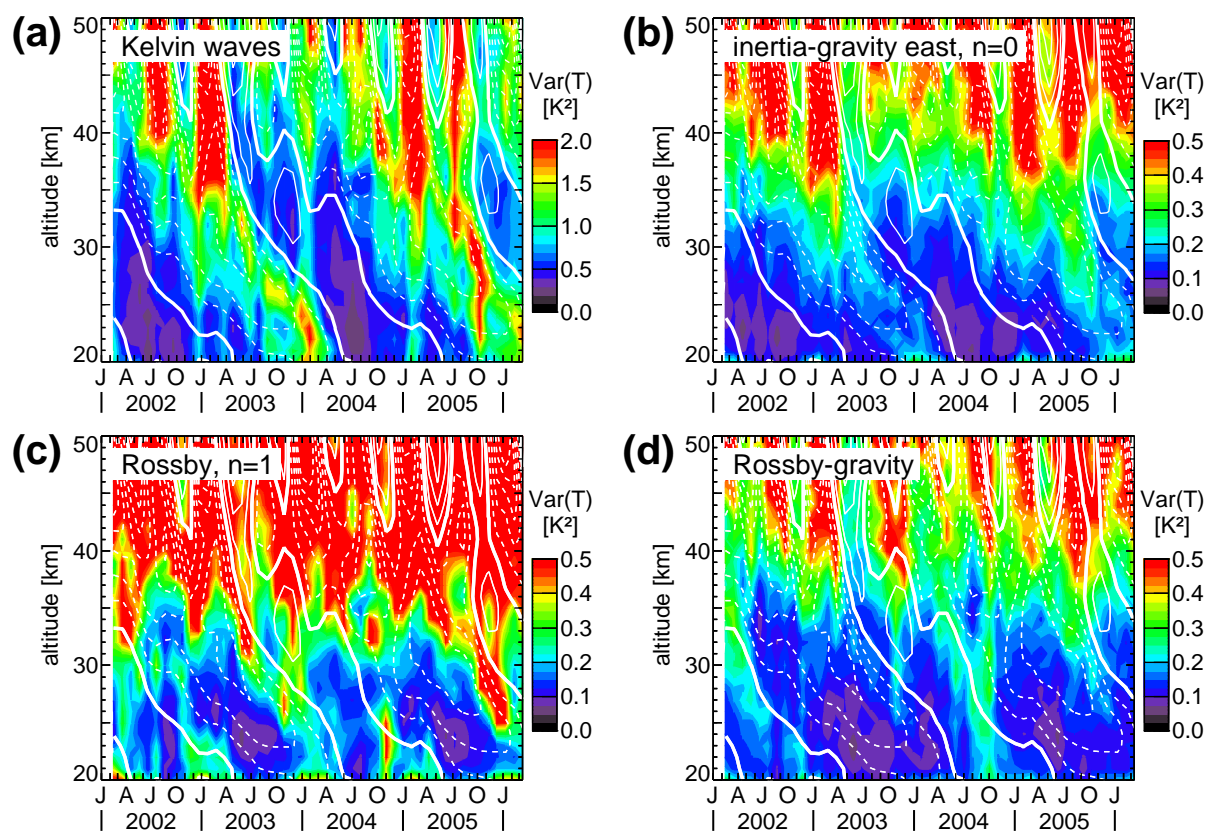 (a)
Kelvin waves
altitude [km]
50
40
30
20
J A J O J A J O J A J O J A J O J
| 2002 | 2003 | 2004 | 2005 |
Var(T)
[K²]
2.0
1.5
1.0
0.5
0.0
(b)
inertia-gravity east, n=0
altitude [km]
50
40
30
20
J A J O J A J O J A J O J A J O J
| 2002 | 2003 | 2004 | 2005 |
Var(T)
[K²]
0.5
0.4
0.3
0.2
0.1
0.0
(c)
Rossby, n=1
altitude [km]
50
40
30
20
J A J O J A J O J A J O J A J O J
| 2002 | 2003 | 2004 | 2005 |
Var(T)
[K²]
0.5
0.4
0.3
0.2
0.1
0.0
(d)
Rossby-gravity
altitude [km]
50
40
30
20
J A J O J A J O J A J O J A J O J
| 2002 | 2003 | 2004 | 2005 |
Var(T)
[K²]
0.5
0.4
0.3
0.2
0.1
0.0